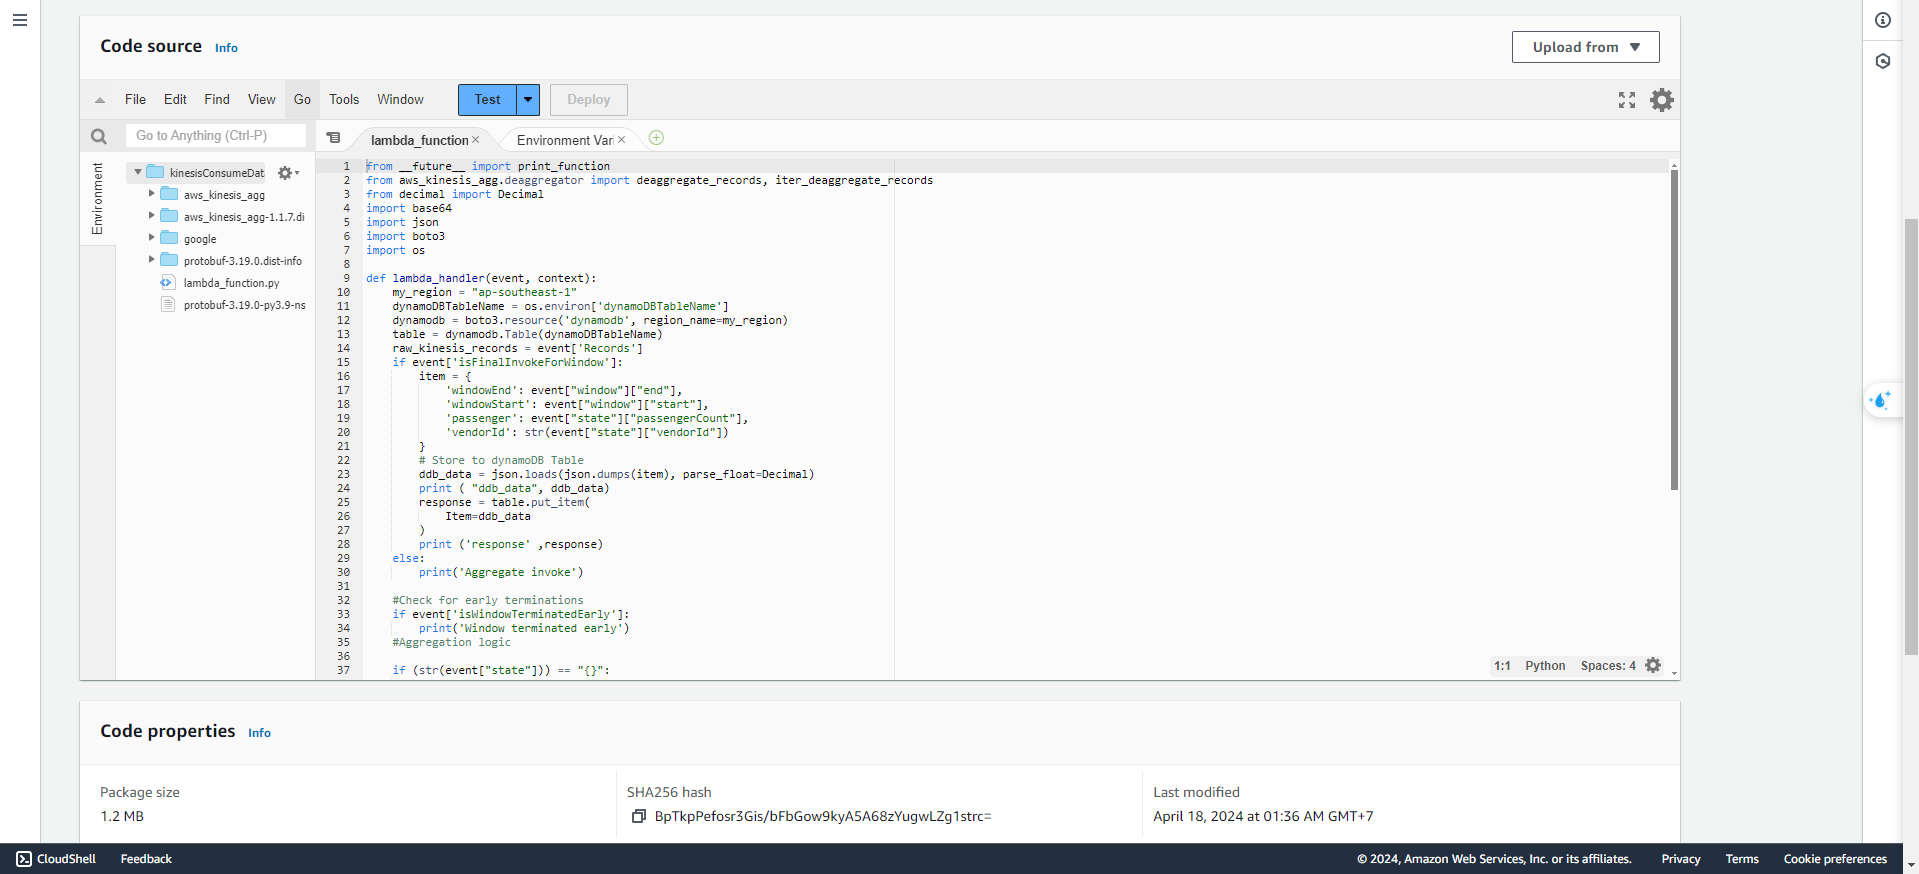 Code source Info
Upload from
File Edit Find View Go Tools Window Test Deploy
Go to Anything (Ctrl-P)
lambda_function × Environment Vari ×
Environment
kinesisConsumeDat
aws_kinesis_agg
aws_kinesis_agg-1.1.7.di
google
protobuf-3.19.0.dist-info
lambda_function.py
protobuf-3.19.0-py3.9-ns
1 from __future__ import print_function
2 from aws_kinesis_agg.deaggregator import deaggregate_records, iter_deaggregate_records
3 from decimal import Decimal
4 import base64
5 import json
6 import boto3
7 import os
8
9 def lambda_handler(event, context):
10 my_region = "ap-southeast-1"
11 dynamoDBTableName = os.environ['dynamoDBTableName']
12 dynamodb = boto3.resource('dynamodb', region_name=my_region)
13 table = dynamodb.Table(dynamoDBTableName)
14 raw_kinesis_records = event['Records']
15 if event['isFinalInvokeForWindow']:
16 item = {
17 'windowEnd': event["window"]["end"],
18 'windowStart': event["window"]["start"],
19 'passenger': event["state"]["passengerCount"],
20 'vendorId': str(event["state"]["vendorId"])
21 }
22 # Store to dynamoDB Table
23 ddb_data = json.loads(json.dumps(item), parse_float=Decimal)
24 print ( "ddb_data", ddb_data)
25 response = table.put_item(
26 Item=ddb_data
27 )
28 print ('response' ,response)
29 else:
30 print('Aggregate invoke')
31
32 #Check for early terminations
33 if event['isWindowTerminatedEarly']:
34 print('Window terminated early')
35 #Aggregation logic
36
37 if (str(event["state"])) == "{}":
1:1 Python Spaces: 4
Code properties Info
Package size
1.2 MB
SHA256 hash
BpTkpPefosr3Gis/bFbGow9kyA5A68zYugwLZg1strc=
Last modified
April 18, 2024 at 01:36 AM GMT+7
CloudShell Feedback © 2024, Amazon Web Services, Inc. or its affiliates. Privacy Terms Cookie preferences